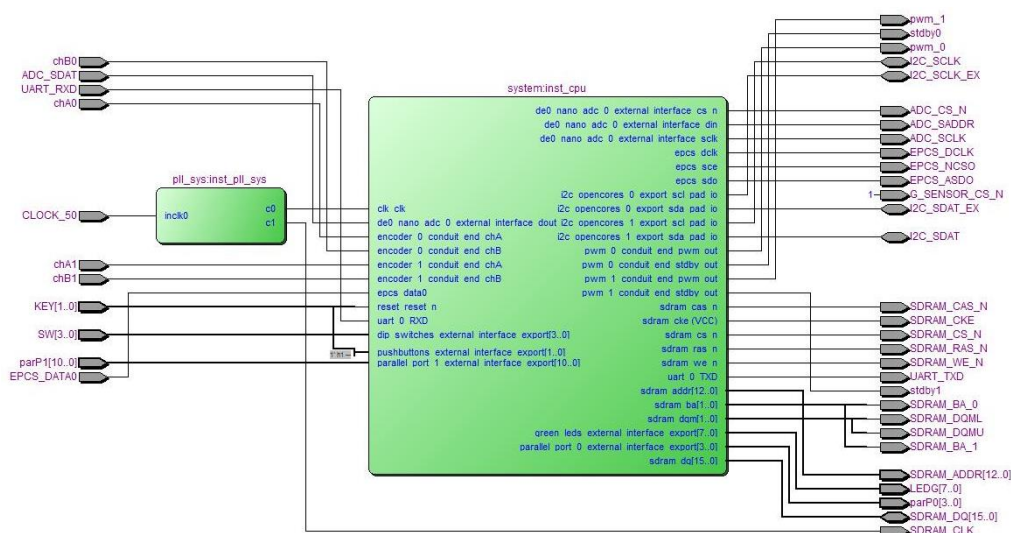 chB0
ADC_SDAT
UART_RXD
chA0
pll_sys:inst_pll_sys
inclk0
c0
c1
CLOCK_50
chA1
chB1
KEY[1..0]
SW[3..0]
parP1[10..0]
EPCS_DATA0
1' 81 --
system:inst_cpu
clk clk
de0 nano adc 0 external interface dout
encoder 0 conduit end chA
encoder 0 conduit end chB
encoder 1 conduit end chA
encoder 1 conduit end chB
epcs data0
reset reset n
uart 0 RXD
dip switches external interface export[3..0]
pushbuttons external interface export[1..0]
parallel port 1 external interface export[10..0]
de0 nano adc 0 external interface cs n
de0 nano adc 0 external interface din
de0 nano adc 0 external interface sclk
epcs dclk
epcs sce
epcs sdo
i2c opencores 0 export scl pad io
i2c opencores 0 export sda pad io
i2c opencores 1 export scl pad io
i2c opencores 1 export sda pad io
pwm 0 conduit end pwm out
pwm 0 conduit end stdby out
pwm 1 conduit end pwm out
pwm 1 conduit end stdby out
sdram cas n
sdram cke (VCC)
sdram cs n
sdram ras n
sdram we n
uart 0 TXD
sdram addr[12..0]
sdram ba[1..0]
sdram dqm[1..0]
green leds external interface export[7..0]
parallel port 0 external interface export[3..0]
sdram dq[15..0]
pwm_1
stdby0
pwm_0
I2C_SCLK
I2C_SCLK_EX
ADC_CS_N
ADC_SADDR
ADC_SCLK
EPCS_DCLK
EPCS_NCSO
EPCS_ASDO
1 G_SENSOR_CS_N
I2C_SDAT_EX
I2C_SDAT
SDRAM_CAS_N
SDRAM_CKE
SDRAM_CS_N
SDRAM_RAS_N
SDRAM_WE_N
UART_TXD
stdby1
SDRAM_BA_0
SDRAM_DQML
SDRAM_DQMU
SDRAM_BA_1
SDRAM_ADDR[12..0]
LEDG[7..0]
parP0[3..0]
SDRAM_DQ[15..0]
SDRAM_CLK